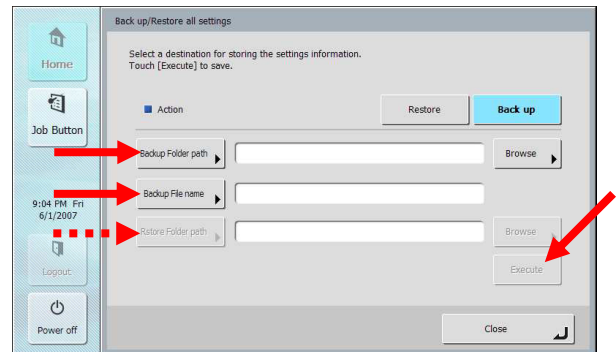 Back up/Restore all settings
Home
Select a destination for storing the settings information.
Touch [Execute] to save.
Action
Restore
Back up
Job Button
Backup Folder path
Browse
Backup File name
9:04 PM Fri
6/1/2007
Rstore Folder path
Browse
Logout
Execute
Power off
Close